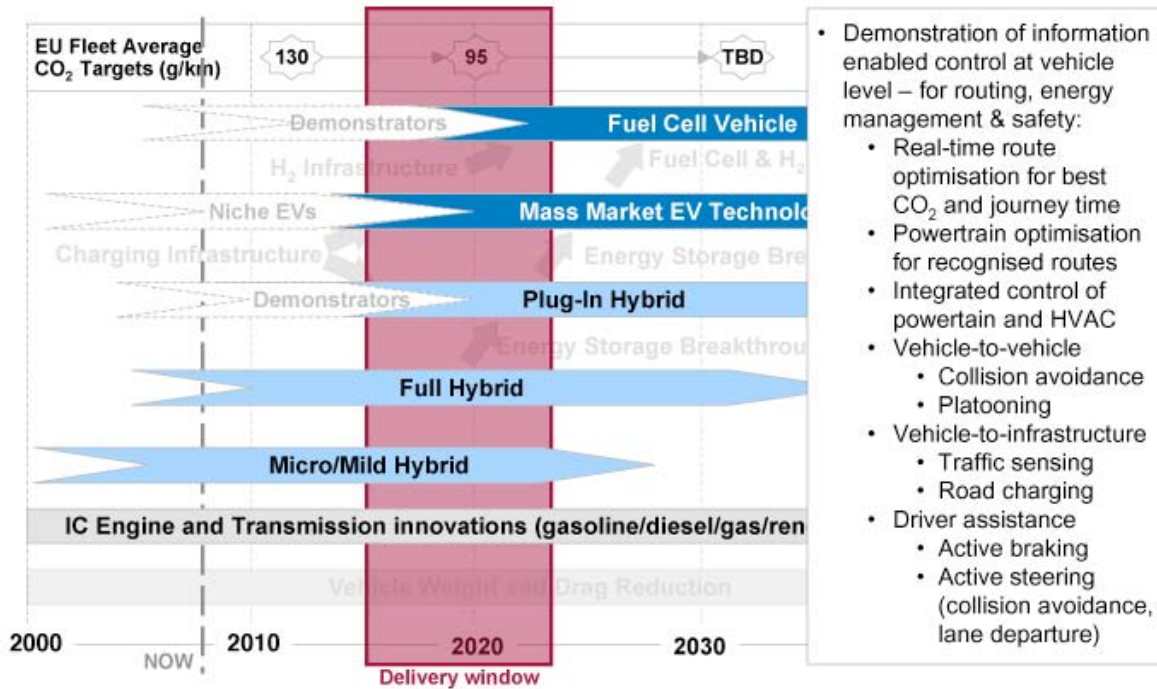 EU Fleet Average
CO₂ Targets (g/km)
130
95
TBD
Demonstrators
Fuel Cell Vehicle
H₂ Infrastructure
Fuel Cell & H₂
Niche EVs
Mass Market EV Technolo
Charging Infrastructure
Energy Storage Brea
Demonstrators
Plug-In Hybrid
Energy Storage Breakthrou
Full Hybrid
Micro/Mild Hybrid
IC Engine and Transmission innovations (gasoline/diesel/gas/ren
Vehicle Weight and Drag Reduction
2000
2010
2020
2030
NOW
Delivery window
• Demonstration of information
enabled control at vehicle
level – for routing, energy
management & safety:
• Real-time route
optimisation for best
CO₂ and journey time
• Powertrain optimisation
for recognised routes
• Integrated control of
powertain and HVAC
• Vehicle-to-vehicle
• Collision avoidance
• Platooning
• Vehicle-to-infrastructure
• Traffic sensing
• Road charging
• Driver assistance
• Active braking
• Active steering
(collision avoidance,
lane departure)